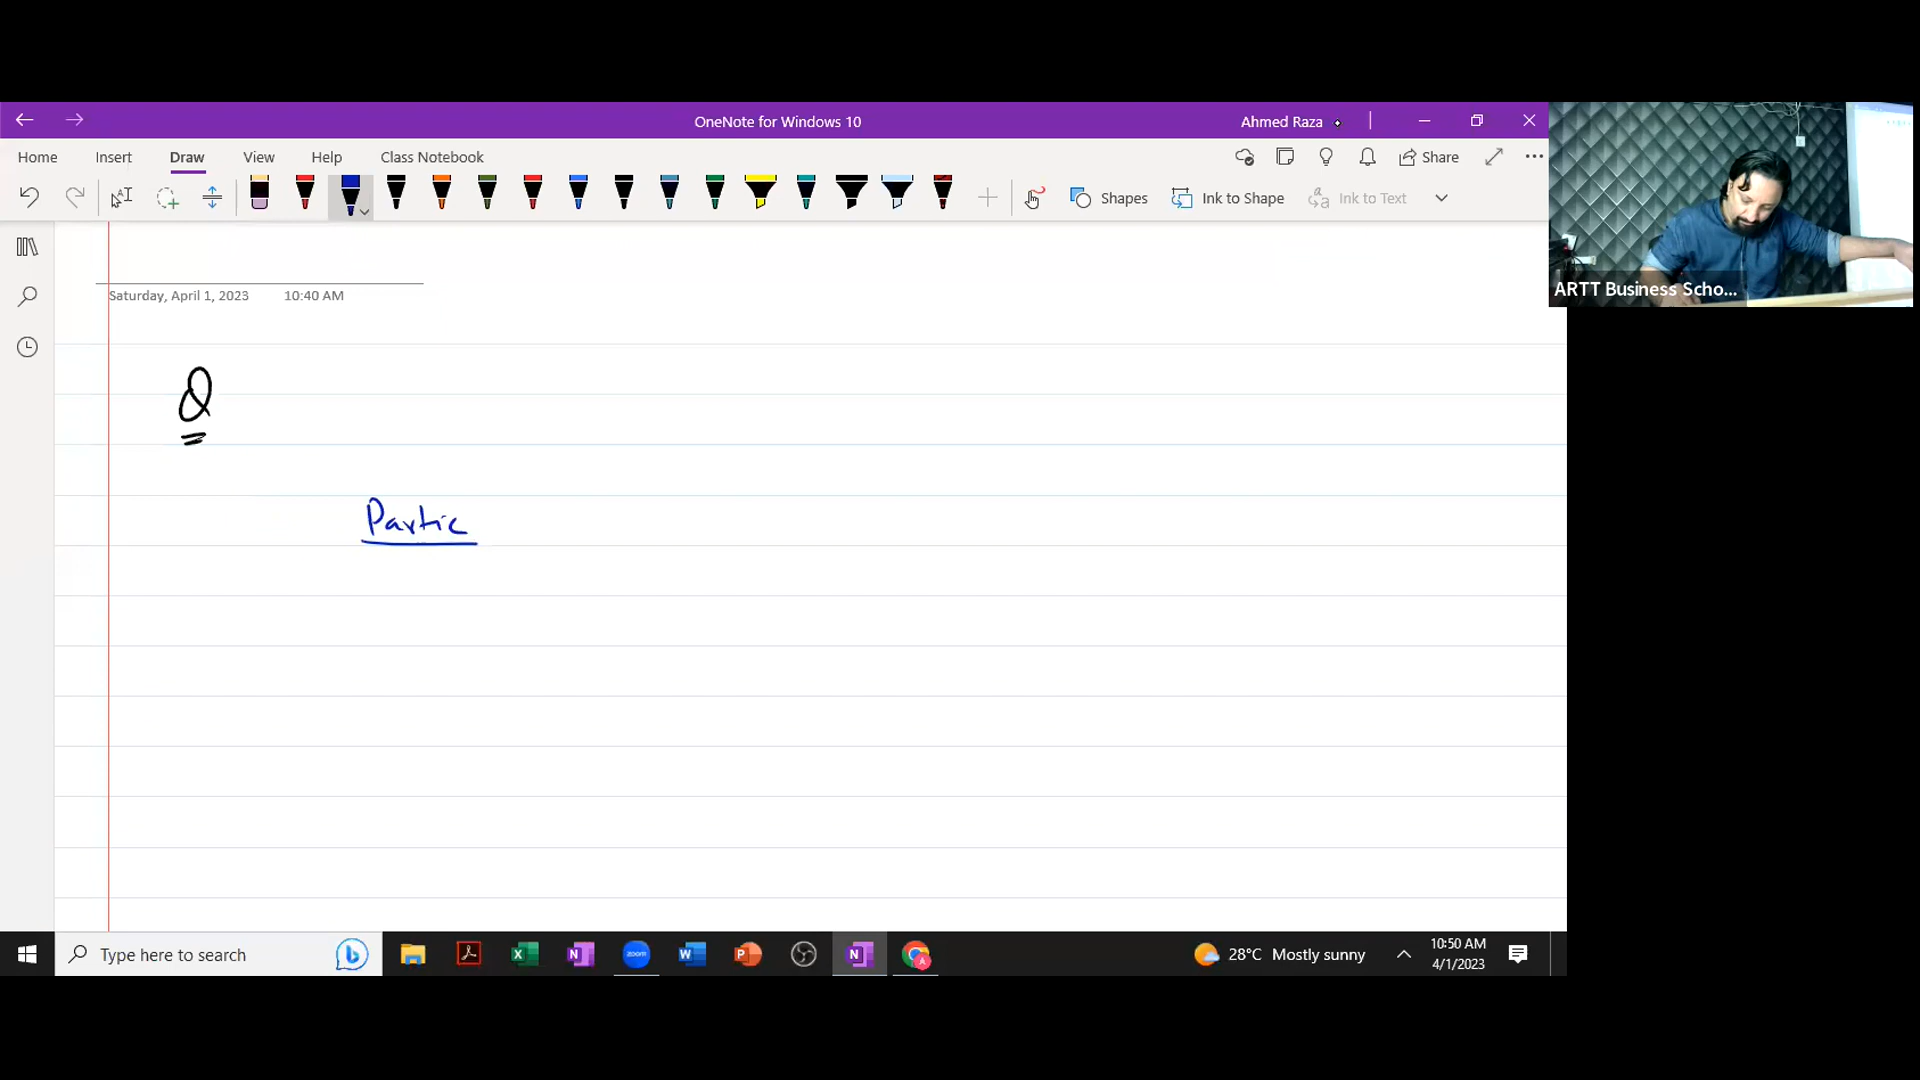 OneNote for Windows 10
Ahmed Raza
Home Insert Draw View Help Class Notebook
Share
Shapes Ink to Shape Ink to Text
ARTT Business Scho...
Saturday, April 1, 2023 10:40 AM
Q
Partic
Type here to search
zoom
28°C Mostly sunny
10:50 AM
4/1/2023